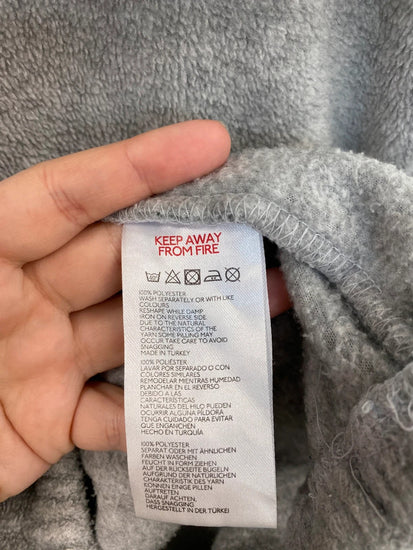 KEEP AWAY
FROM FIRE
100% POLYESTER
WASH SEPARATELY OR WITH LIKE
COLOURS
RESHAPE WHILE DAMP
IRON ON REVERSE SIDE
DUE TO THE NATURAL
CHARACTERISTICS OF THE
YARN SOME PILLING MAY
OCCUR TAKE CARE TO AVOID
SNAGGING
MADE IN TURKEY
100% POLIÉSTER
LAVAR POR SEPARADO O CON
COLORES SIMILARES
REMODELAR MIENTRAS HUMEDAD
PLANCHAR EN EL REVERSO
DEBIDO A LAS
CARACTERÍSTICAS
NATURALES DEL HILO PUEDEN
OCURRIR ALGUNA PÍLDORA
TENGA CUIDADO PARA EVITAR
QUE ENGANCHEN
HECHO EN TURQUÍA
100% POLYESTER
SEPARAT ODER MIT ÄHNLICHEN
FARBEN WASCHEN
FEUCHT IN FORM ZIEHEN
AUF DER RÜCKSEITE BÜGELN
AUFGRUND DER NATÜRLICHEN
CHARAKTERISTIK DES YARN
KÖNNEN EINIGE PILLEN
AUFTRETEN
DARAUF ACHTEN,
DASS SNAGGING
HERGESTELLT IN DER TÜRKEI